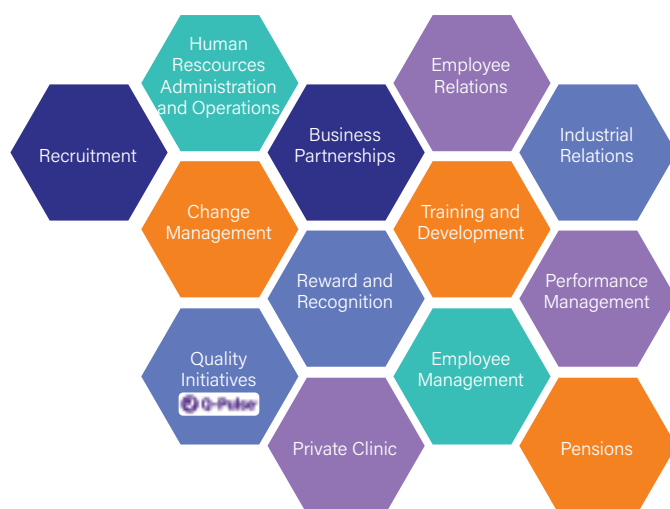 Human
Rescources
Administration
and Operations
Employee
Relations
Recruitment
Business
Partnerships
Industrial
Relations
Change
Management
Training and
Development
Reward and
Recognition
Performance
Management
Quality
Initiatives
Q-Pulse
Employee
Management
Private Clinic
Pensions